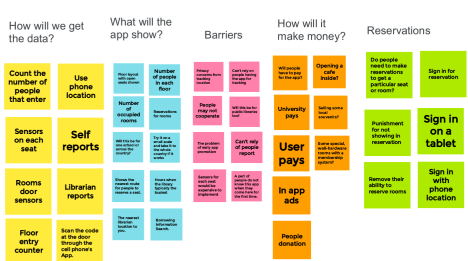 How will we get
the data?
Count the
number of
people
that enter
Use
phone
location
Sensors
on each
seat
Self
reports
Rooms
door
sensors
Librarian
reports
Floor
entry
counter
Scan the code
at the door
through the
cell phone's
App.
What will the
app show?
Floor layout
with open
seats shown
Number of
people in
each
floor
Number of
occupied
rooms
Reservations
for rooms
Will this be for
one school or
across the
country?
Try it on a
small area
and take it to
the whole
country if it
works
Shows the nearest
route for people to
reserve a seat.
Hours when
the library
typically the
busiest
The nearest
librarian
location to
you.
Borrowing
Information
Search.
Barriers
Privacy
concerns from
tracking
location
Can't rely on
people having
the app for
tracking
People may
not
cooperate
Will this be for
public libraries
too?
The problem
of early app
promotion
Can't rely
of people
report
Sensors for
each seat
would be
expensive to
implement
A part of
people do not
know this app
when they
come here for
the first time.
How will it
make money?
Will people
have to pay
for the app?
Opening a
cafe
inside?
University
pays
Selling some
local
souvenirs?
User
pays
Some special,
well-hardware
rooms with a
membership
system?
In app
ads
People
donation
Reservations
Do people
need to make
reservations
to get a
particular seat
or room?
Sign in for
reservation
Punishment for
not showing in
reservation
Sign in
on a
tablet
Remove their
ability to
reserve rooms
Sign in
with
phone
location